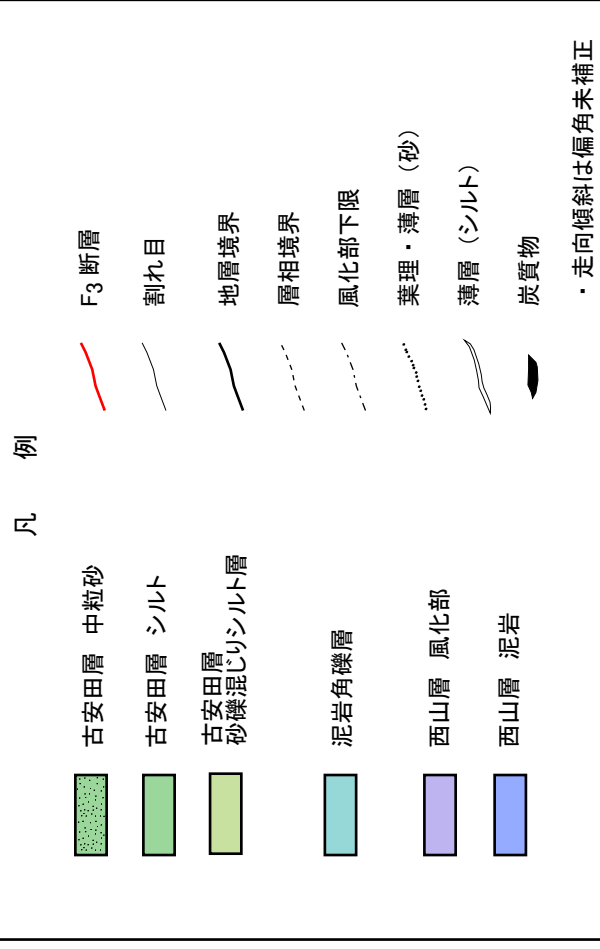 凡　例
古安田層 中粒砂
古安田層 シルト
古安田層
砂礫混じりシルト層
泥岩角礫層
西山層 風化部
西山層 泥岩
F3 断層
割れ目
地層境界
層相境界
風化部下限
葉理・薄層（砂）
薄層（シルト）
炭質物
・走向傾斜は偏角未補正